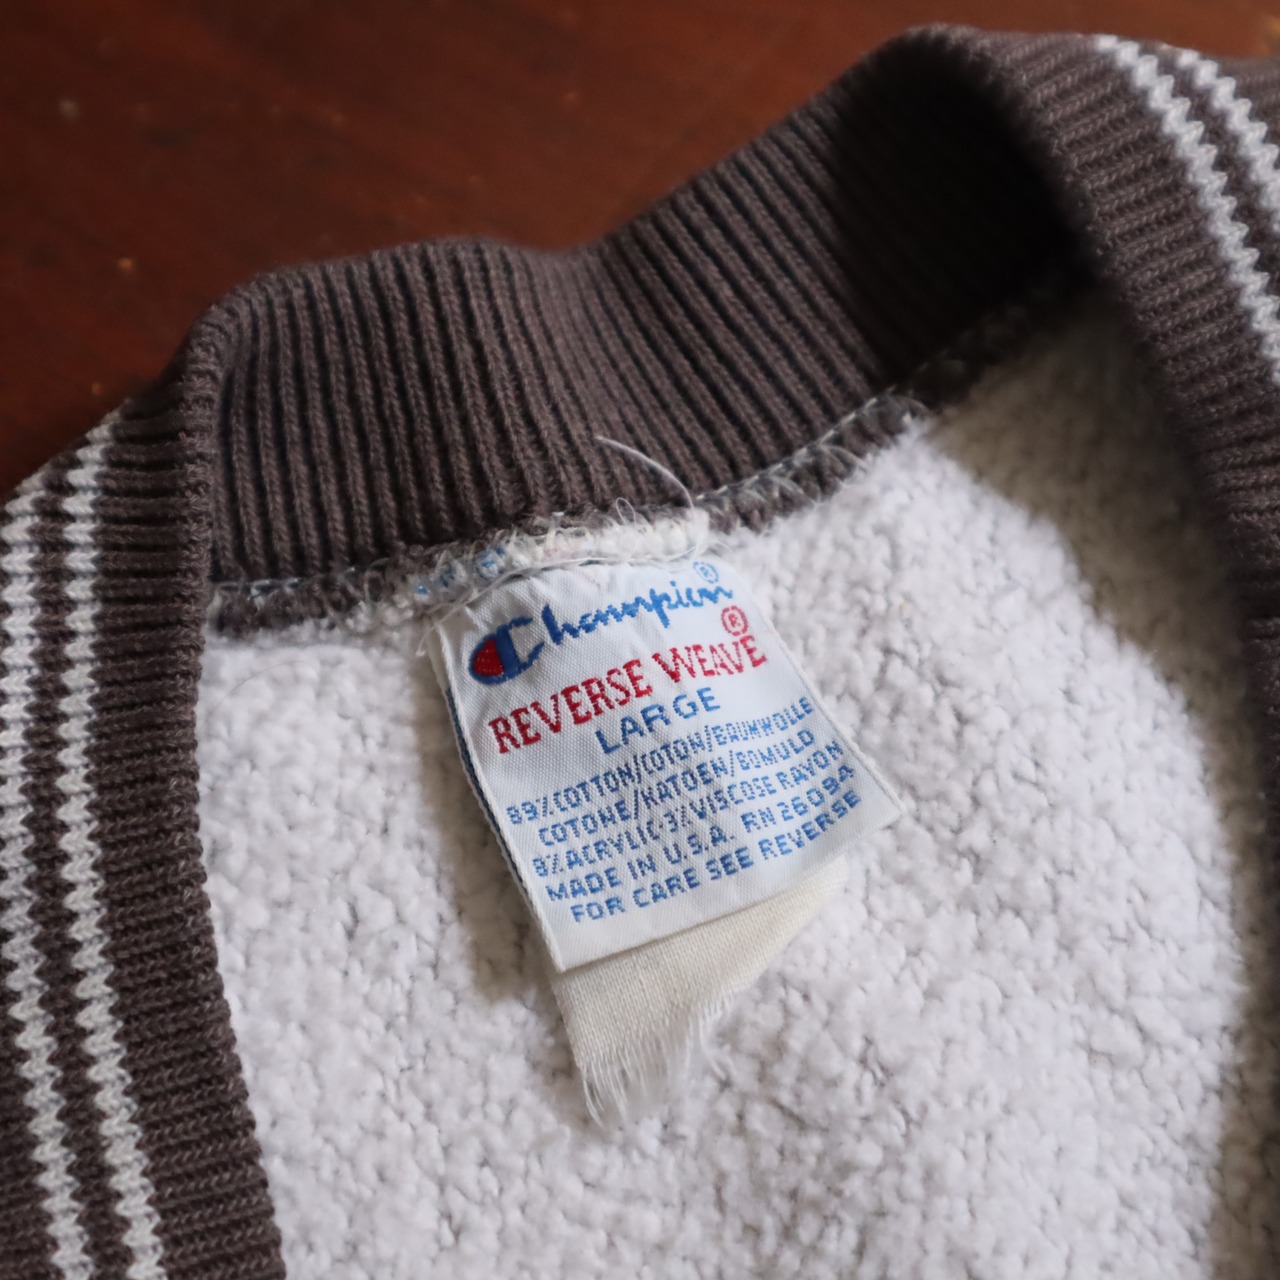 Champion®
REVERSE WEAVE®
LARGE
89%COTTON/COTON/BAUMWOLLE
COTONE/KATOEN/BOMULD
8%ACRYLIC·3%VISCOSE RAYON
MADE IN U.S.A. RN 26094
FOR CARE SEE REVERSE